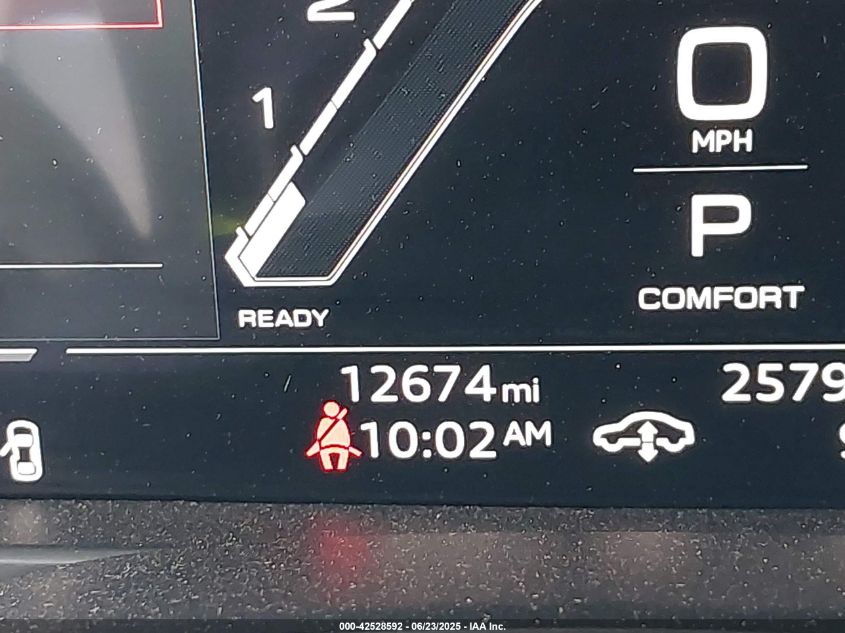 2
1
0
MPH
P
COMFORT
READY
12674 mi
2579
10:02 AM
000-42528592 - 06/23/2025 - IAA Inc.